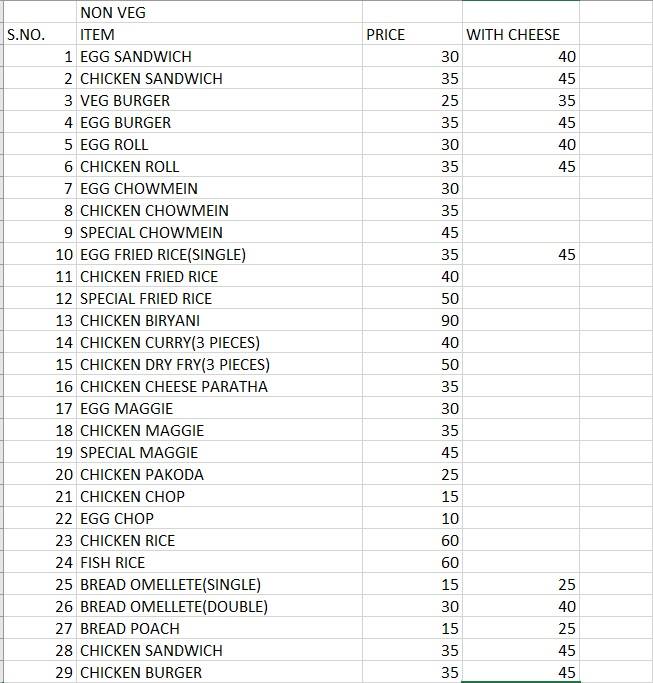 NON VEG
S.NO. ITEM PRICE WITH CHEESE
1 EGG SANDWICH 30 40
2 CHICKEN SANDWICH 35 45
3 VEG BURGER 25 35
4 EGG BURGER 35 45
5 EGG ROLL 30 40
6 CHICKEN ROLL 35 45
7 EGG CHOWMEIN 30
8 CHICKEN CHOWMEIN 35
9 SPECIAL CHOWMEIN 45
10 EGG FRIED RICE(SINGLE) 35 45
11 CHICKEN FRIED RICE 40
12 SPECIAL FRIED RICE 50
13 CHICKEN BIRYANI 90
14 CHICKEN CURRY(3 PIECES) 40
15 CHICKEN DRY FRY(3 PIECES) 50
16 CHICKEN CHEESE PARATHA 35
17 EGG MAGGIE 30
18 CHICKEN MAGGIE 35
19 SPECIAL MAGGIE 45
20 CHICKEN PAKODA 25
21 CHICKEN CHOP 15
22 EGG CHOP 10
23 CHICKEN RICE 60
24 FISH RICE 60
25 BREAD OMELLETE(SINGLE) 15 25
26 BREAD OMELLETE(DOUBLE) 30 40
27 BREAD POACH 15 25
28 CHICKEN SANDWICH 35 45
29 CHICKEN BURGER 35 45